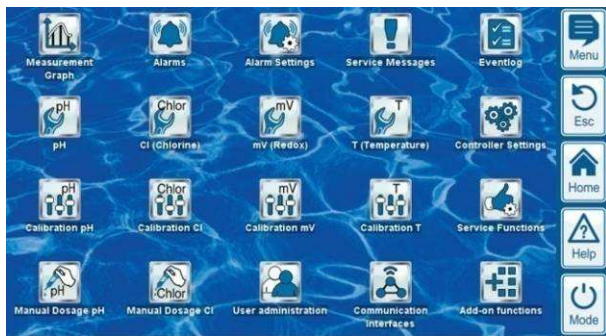 Measurement
Graph
Alarms
Alarm Settings
Service Messages
Eventlog
Menu
pH
pH
Chlor
Cl (Chlorine)
mV
mV (Redox)
T
T (Temperature)
Controller Settings
Esc
Home
pH
Calibration pH
Chlor
Calibration Cl
mV
Calibration mV
T
Calibration T
Service Functions
Help
pH
Manual Dosage pH
Chlor
Manual Dosage Cl
User administration
Communication
Interfaces
Add-on functions
Mode